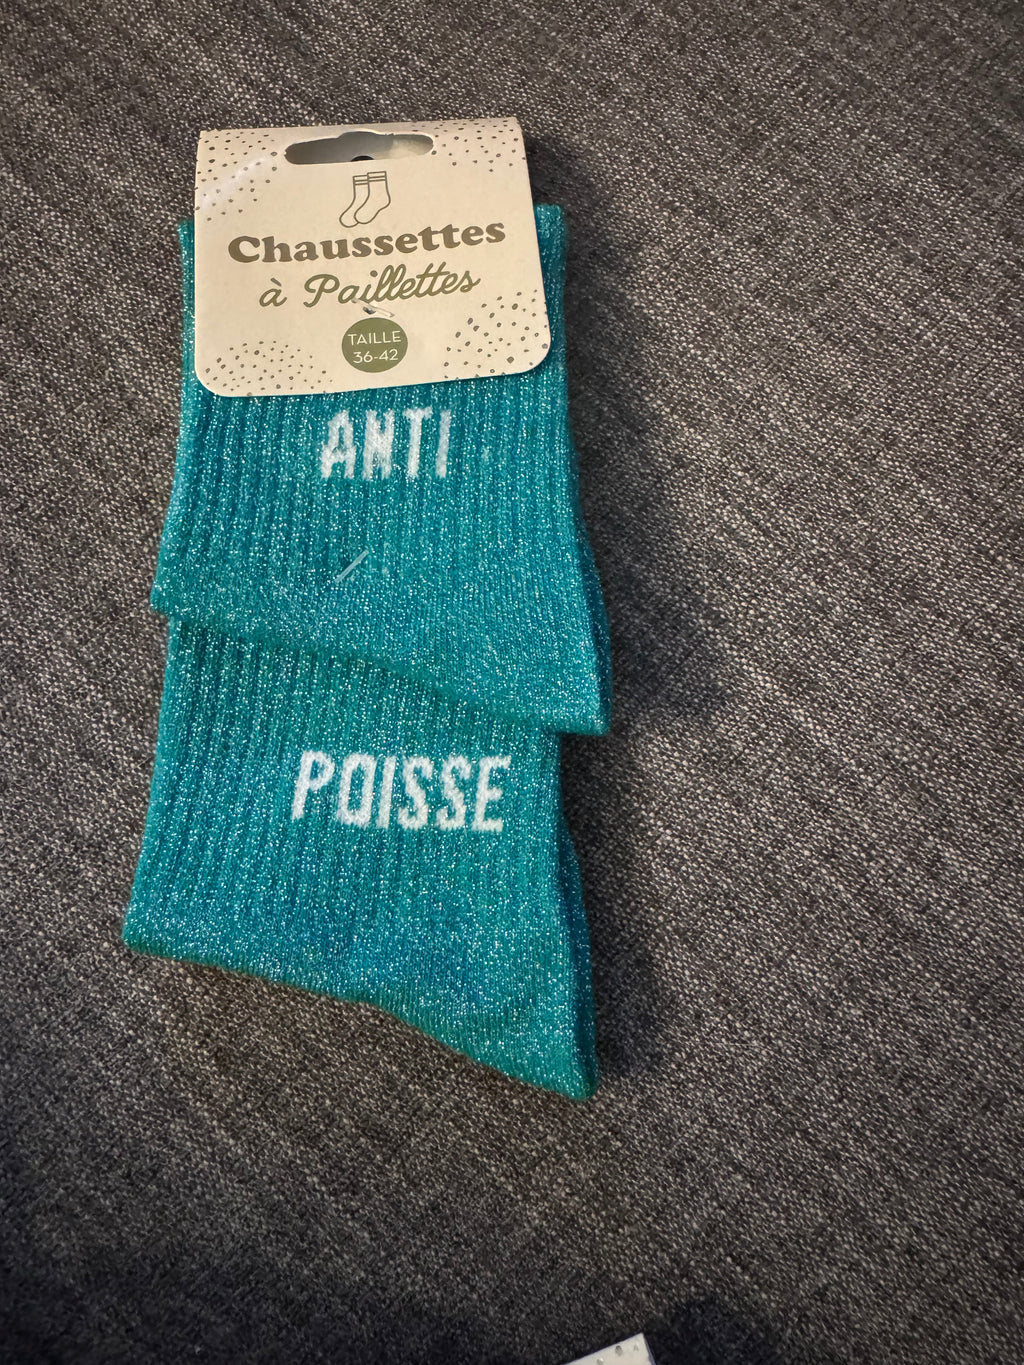 Chaussettes
à Paillettes
TAILLE
36-42
ANTI
POISSE